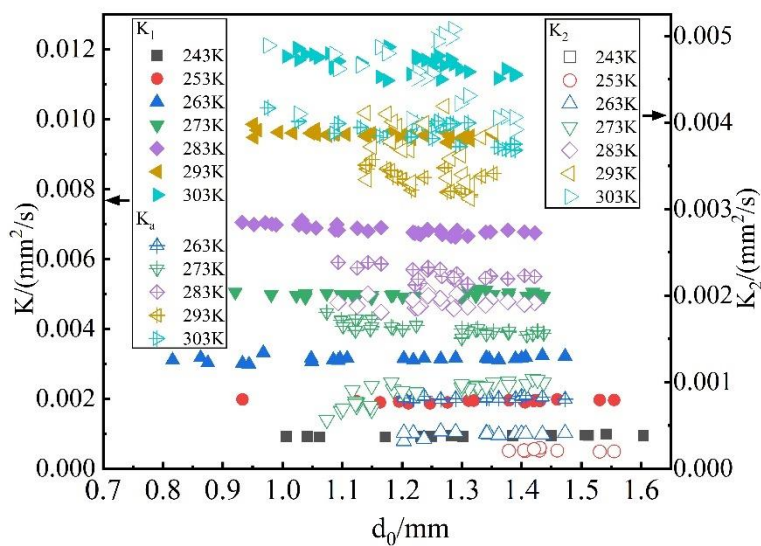 K₁
243K
253K
263K
273K
283K
293K
303K
Kₐ
263K
273K
283K
293K
303K
K₂
243K
253K
263K
273K
283K
293K
303K
K/(mm²/s)
0.012
0.010
0.008
0.006
0.004
0.002
0.000
K₂/(mm²/s)
0.005
0.004
0.003
0.002
0.001
0.000
0.7 0.8 0.9 1.0 1.1 1.2 1.3 1.4 1.5 1.6
d₀/mm